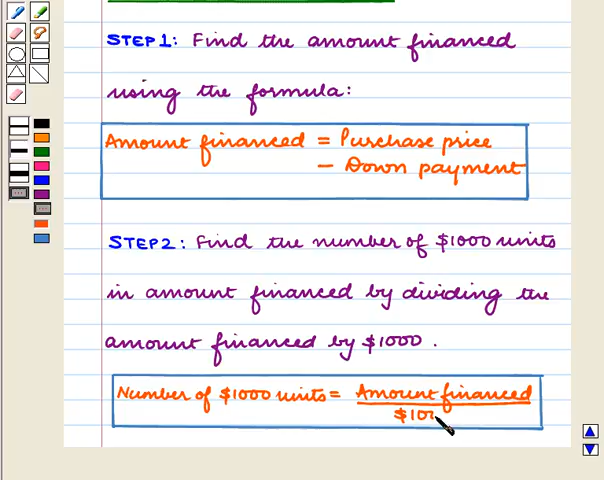 STEP 1: Find the amount financed
using the formula:
Amount financed = Purchase price
- Down payment
STEP 2: Find the number of $1000 units
in amount financed by dividing the
amount financed by $1000.
Number of $1000 units = Amount financed
$100